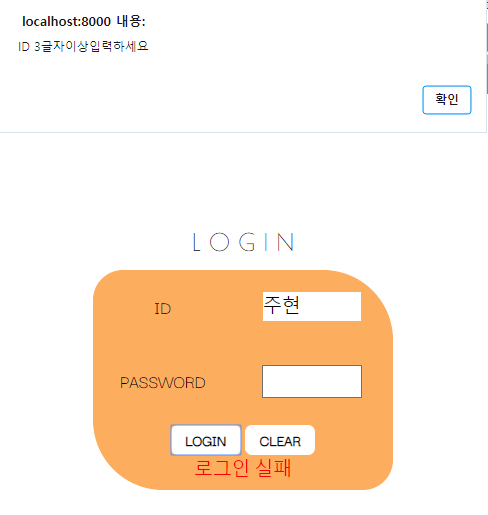 localhost:8000 내용:
ID 3글자이상입력하세요
확인
LOGIN
ID 주현
PASSWORD
LOGIN CLEAR
로그인 실패